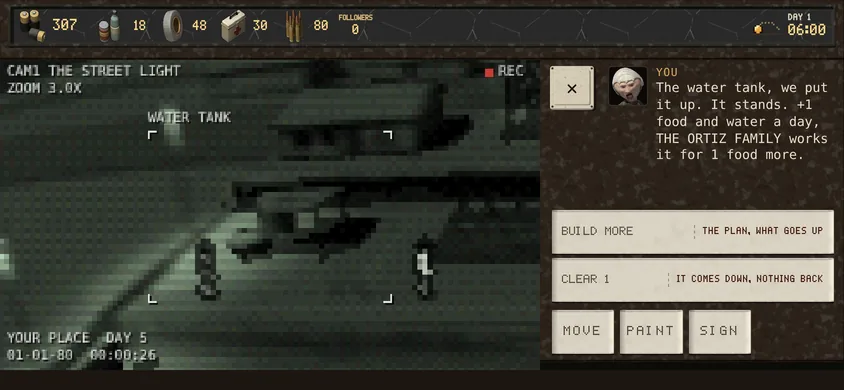 307
18
48
30
80
FOLLOWERS
0
DAY 1
06:00
CAM1 THE STREET LIGHT
ZOOM 3.0X
REC
WATER TANK
YOUR PLACE DAY 5
01-01-80 00:00:26
×
YOU
The water tank, we put
it up. It stands. +1
food and water a day,
THE ORTIZ FAMILY works
it for 1 food more.
BUILD MORE
THE PLAN, WHAT GOES UP
CLEAR 1
IT COMES DOWN, NOTHING BACK
MOVE
PAINT
SIGN